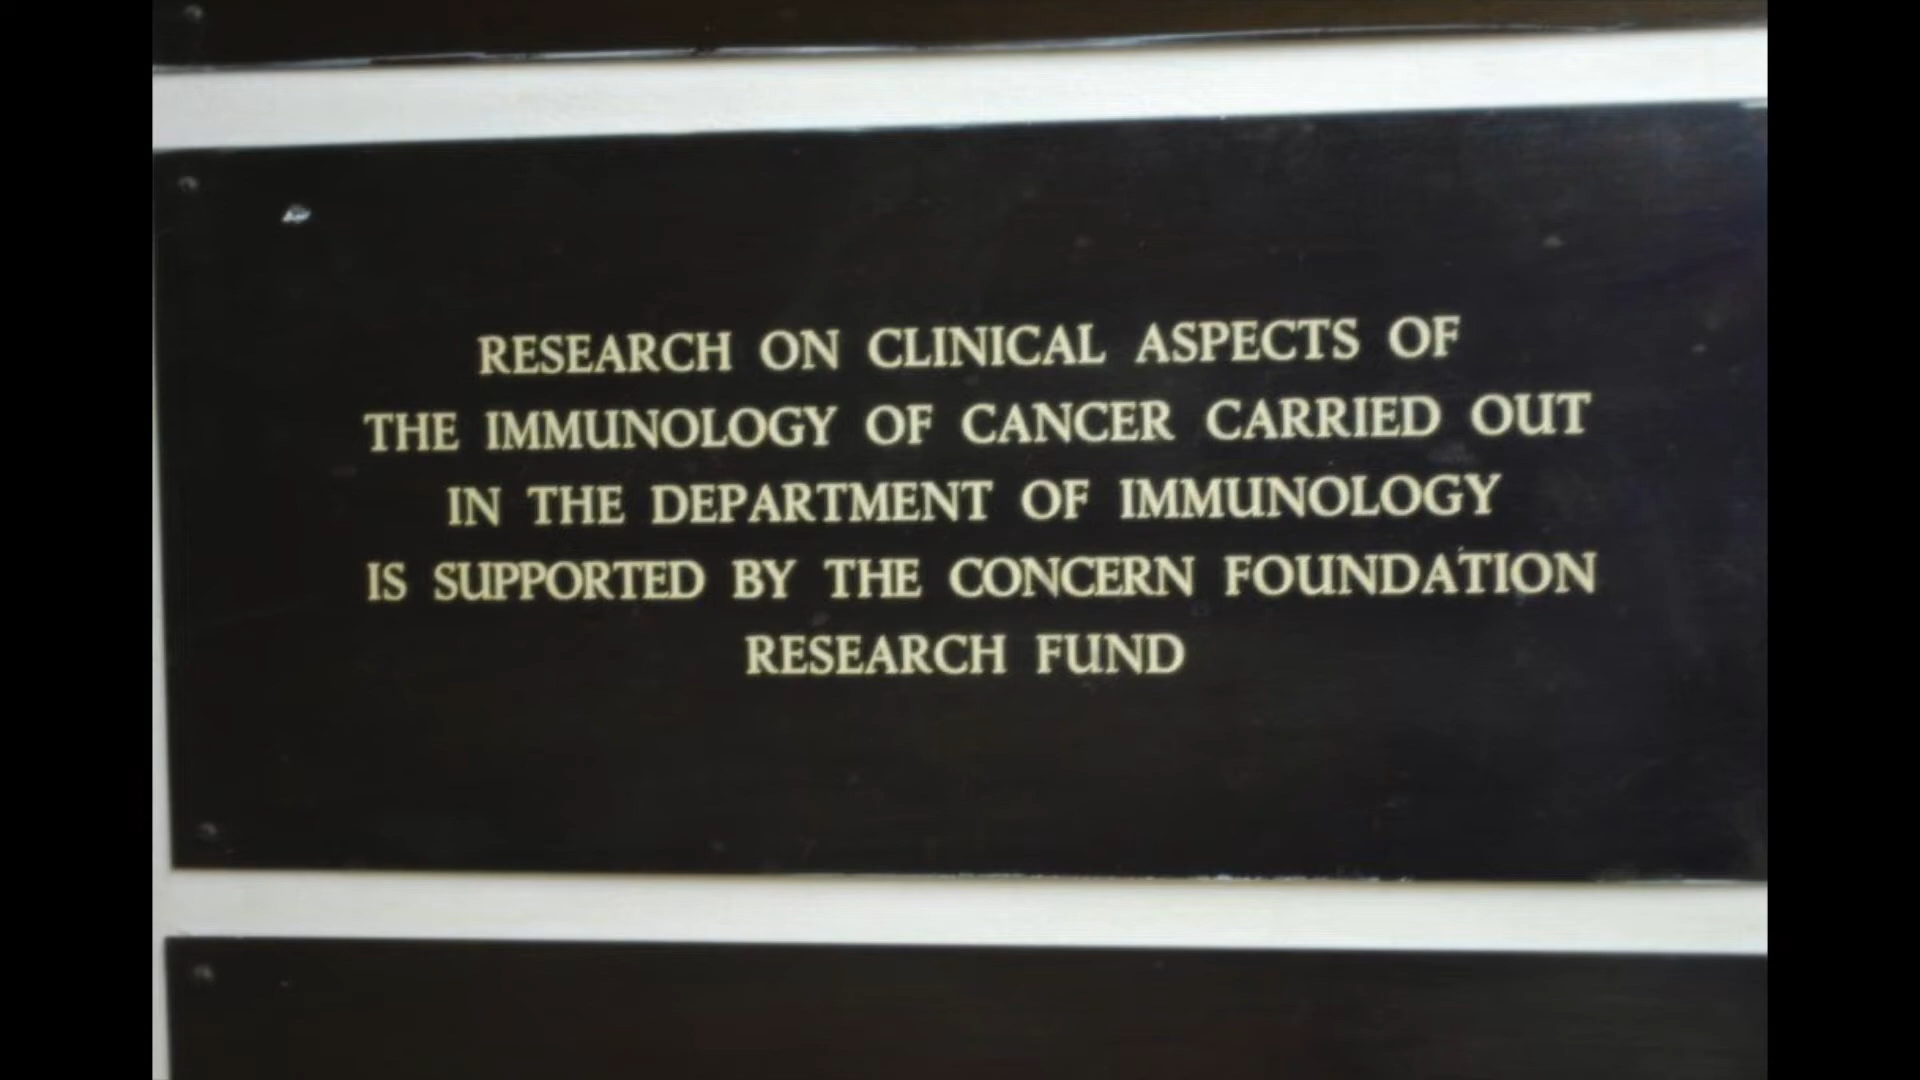 RESEARCH ON CLINICAL ASPECTS OF
THE IMMUNOLOGY OF CANCER CARRIED OUT
IN THE DEPARTMENT OF IMMUNOLOGY
IS SUPPORTED BY THE CONCERN FOUNDATION
RESEARCH FUND